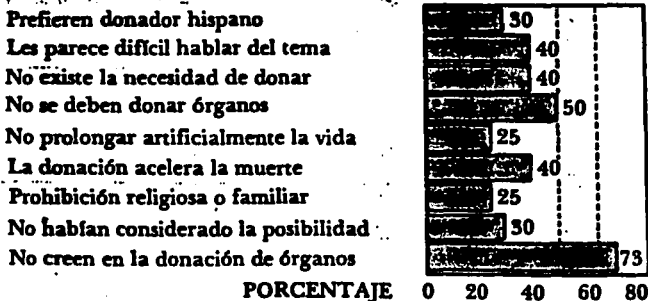 Prefieren donador hispano 30
Les parece difícil hablar del tema 40
No existe la necesidad de donar 40
No se deben donar órganos 50
No prolongar artificialmente la vida 25
La donación acelera la muerte 40
Prohibición religiosa o familiar 25
No habían considerado la posibilidad 30
No creen en la donación de órganos 73
PORCENTAJE 0 20 40 60 80